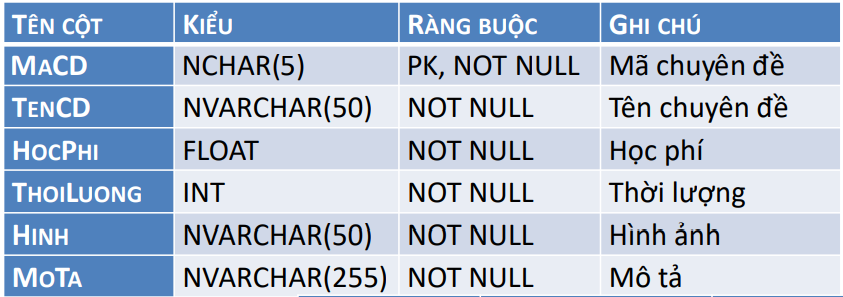 TÊN CỘT KIỂU RÀNG BUỘC GHI CHÚ
MACD NCHAR(5) PK, NOT NULL Mã chuyên đề
TENCD NVARCHAR(50) NOT NULL Tên chuyên đề
HOCPHI FLOAT NOT NULL Học phí
THOILUONG INT NOT NULL Thời lượng
HINH NVARCHAR(50) NOT NULL Hình ảnh
MOTA NVARCHAR(255) NOT NULL Mô tả